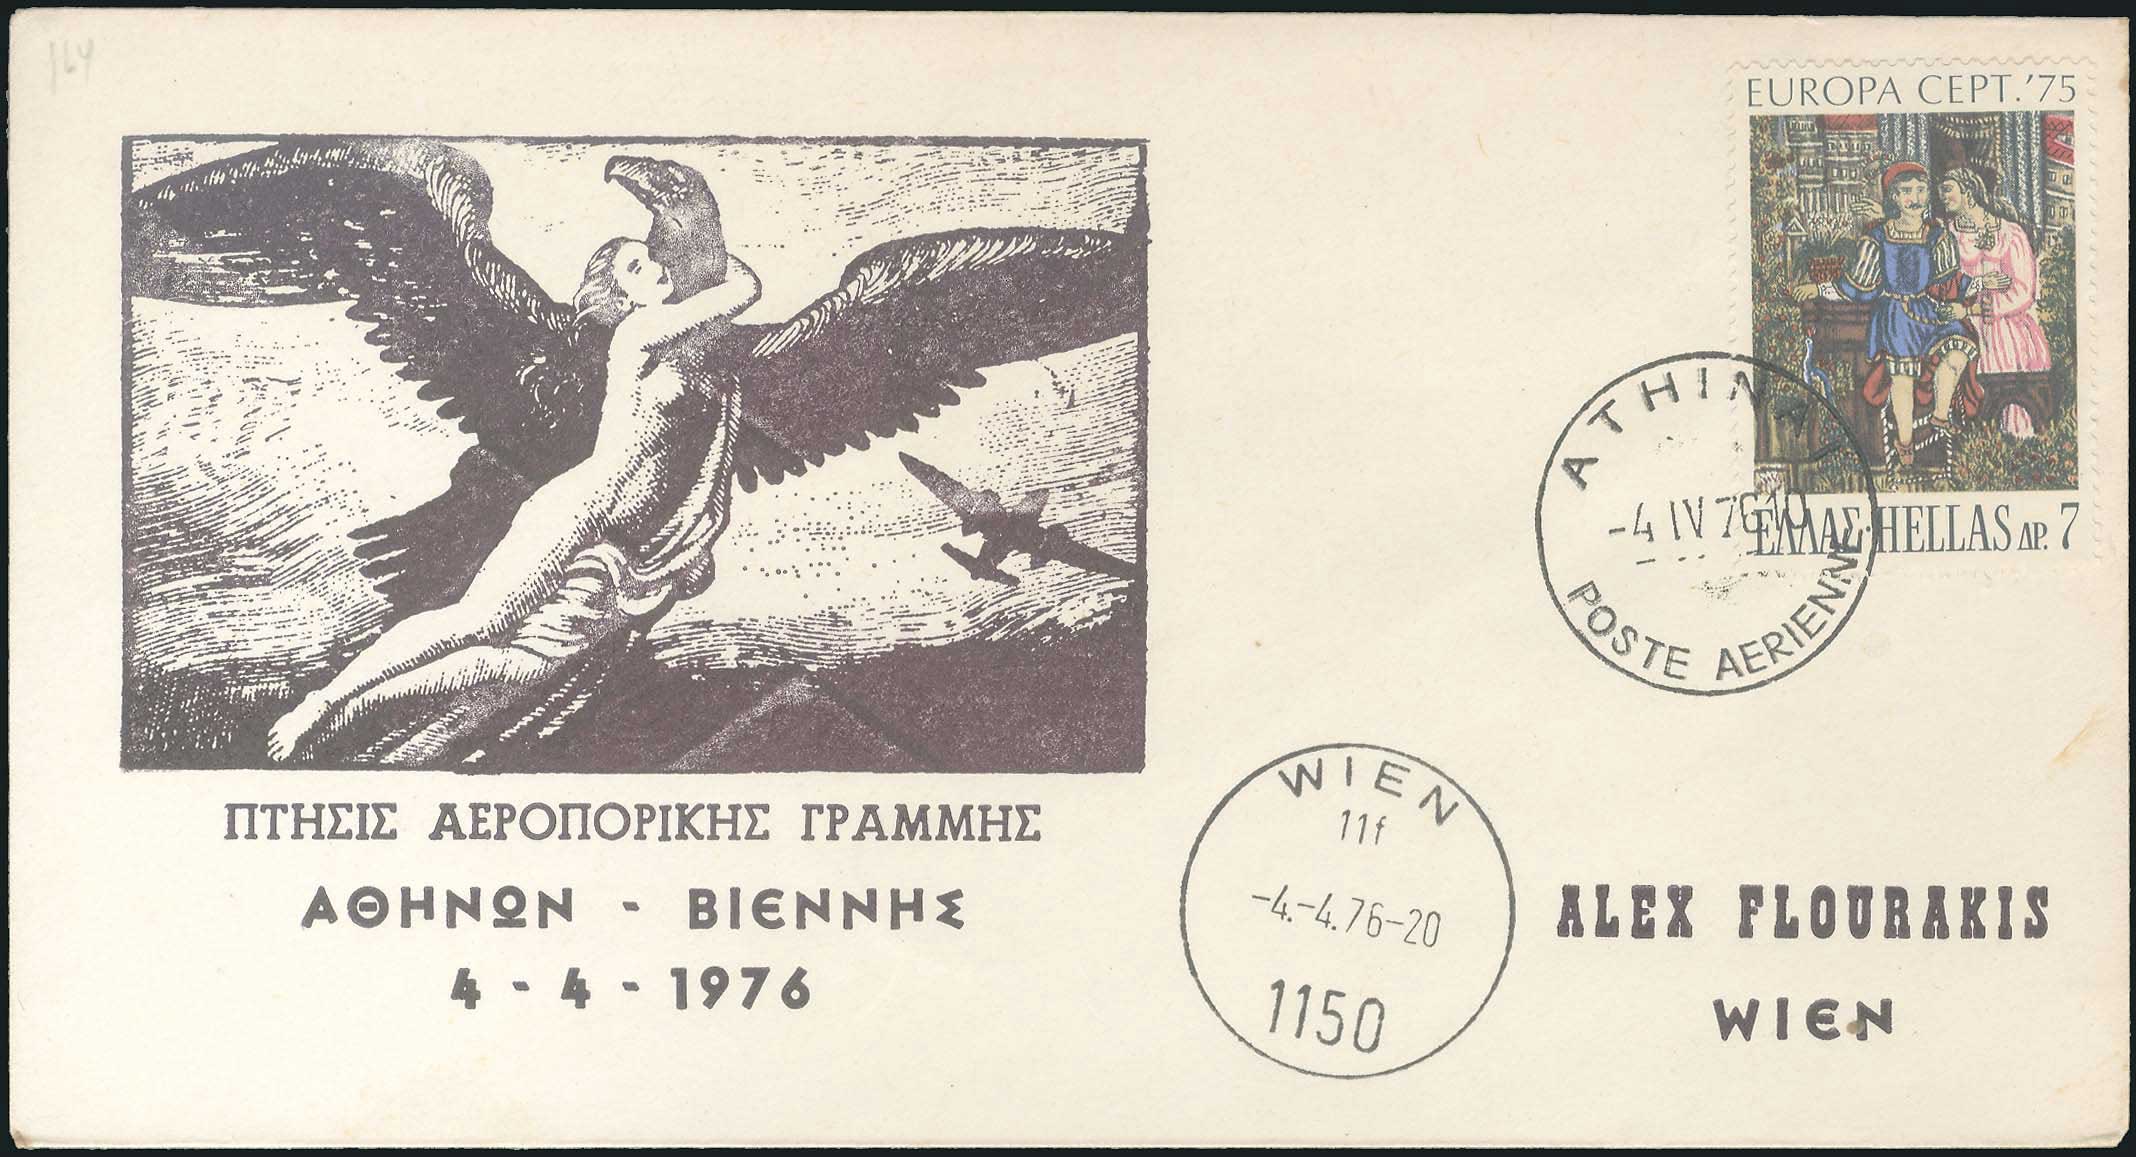 164
EUROPA CEPT.'75
ΕΛΛΑΣ·HELLAS ΔΡ. 7
ATHINAI
-4 IV 76-10
POSTE AERIENNE
ΠΤΗΣΙΣ ΑΕΡΟΠΟΡΙΚΗΣ ΓΡΑΜΜΗΣ
ΑΘΗΝΩΝ - ΒΙΕΝΝΗΣ
4-4-1976
WIEN
11f
-4.-4.76-20
1150
ALEX FLOURAKIS
WIEN